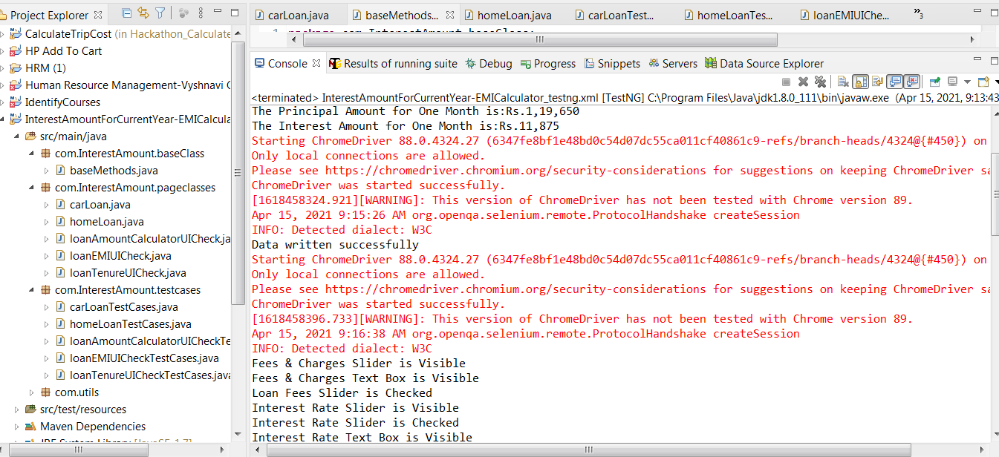 Project Explorer
carLoan.java
baseMethods...
homeLoan.java
carLoanTest...
homeLoanTes...
loanEMIUIChe...
»3
CalculateTripCost (in Hackathon_Calculate
HP Add To Cart
HRM (1)
Human Resource Management-Vyshnavi
IdentifyCourses
InterestAmountForCurrentYear-EMICalcula
src/main/java
com.InterestAmount.baseClass
baseMethods.java
com.InterestAmount.pageclasses
carLoan.java
homeLoan.java
loanAmountCalculatorUICheck.ja
loanEMIUICheck.java
loanTenureUICheck.java
com.InterestAmount.testcases
carLoanTestCases.java
homeLoanTestCases.java
loanAmountCalculatorUICheckTe
loanEMIUICheckTestCases.java
loanTenureUICheckTestCases.java
com.utils
src/test/resources
Maven Dependencies
Console
Results of running suite
Debug
Progress
Snippets
Servers
Data Source Explorer
<terminated> InterestAmountForCurrentYear-EMICalculator_testng.xml [TestNG] C:\Program Files\Java\jdk1.8.0_111\bin\javaw.exe (Apr 15, 2021, 9:13:43
The Principal Amount for One Month is:Rs.1,19,650
The Interest Amount for One Month is:Rs.11,875
Starting ChromeDriver 88.0.4324.27 (6347fe8bf1e48bd0c54d07dc55ca011cf40861c9-refs/branch-heads/4324@{#450}) on
Only local connections are allowed.
Please see https://chromedriver.chromium.org/security-considerations for suggestions on keeping ChromeDriver sa
ChromeDriver was started successfully.
[1618458324.921][WARNING]: This version of ChromeDriver has not been tested with Chrome version 89.
Apr 15, 2021 9:15:26 AM org.openqa.selenium.remote.ProtocolHandshake createSession
INFO: Detected dialect: W3C
Data written successfully
Starting ChromeDriver 88.0.4324.27 (6347fe8bf1e48bd0c54d07dc55ca011cf40861c9-refs/branch-heads/4324@{#450}) on
Only local connections are allowed.
Please see https://chromedriver.chromium.org/security-considerations for suggestions on keeping ChromeDriver sa
ChromeDriver was started successfully.
[1618458396.733][WARNING]: This version of ChromeDriver has not been tested with Chrome version 89.
Apr 15, 2021 9:16:38 AM org.openqa.selenium.remote.ProtocolHandshake createSession
INFO: Detected dialect: W3C
Fees & Charges Slider is Visible
Fees & Charges Text Box is Visible
Loan Fees Slider is Checked
Interest Rate Slider is Visible
Interest Rate Slider is Checked
Interest Rate Text Box is Visible